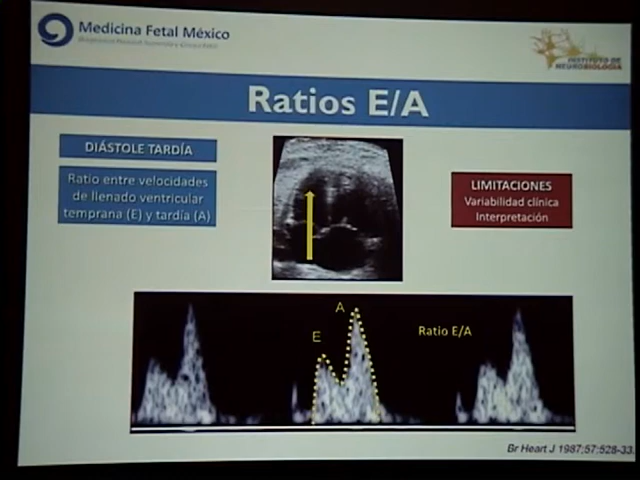 Medicina Fetal México
INSTITUTO DE
NEUROBIOLOGÍA
Ratios E/A
DIÁSTOLE TARDÍA
Ratio entre velocidades
de llenado ventricular
temprana (E) y tardía (A)
LIMITACIONES
Variabilidad clínica
Interpretación
A
E
Ratio E/A
Br Heart J 1987;57:528-33